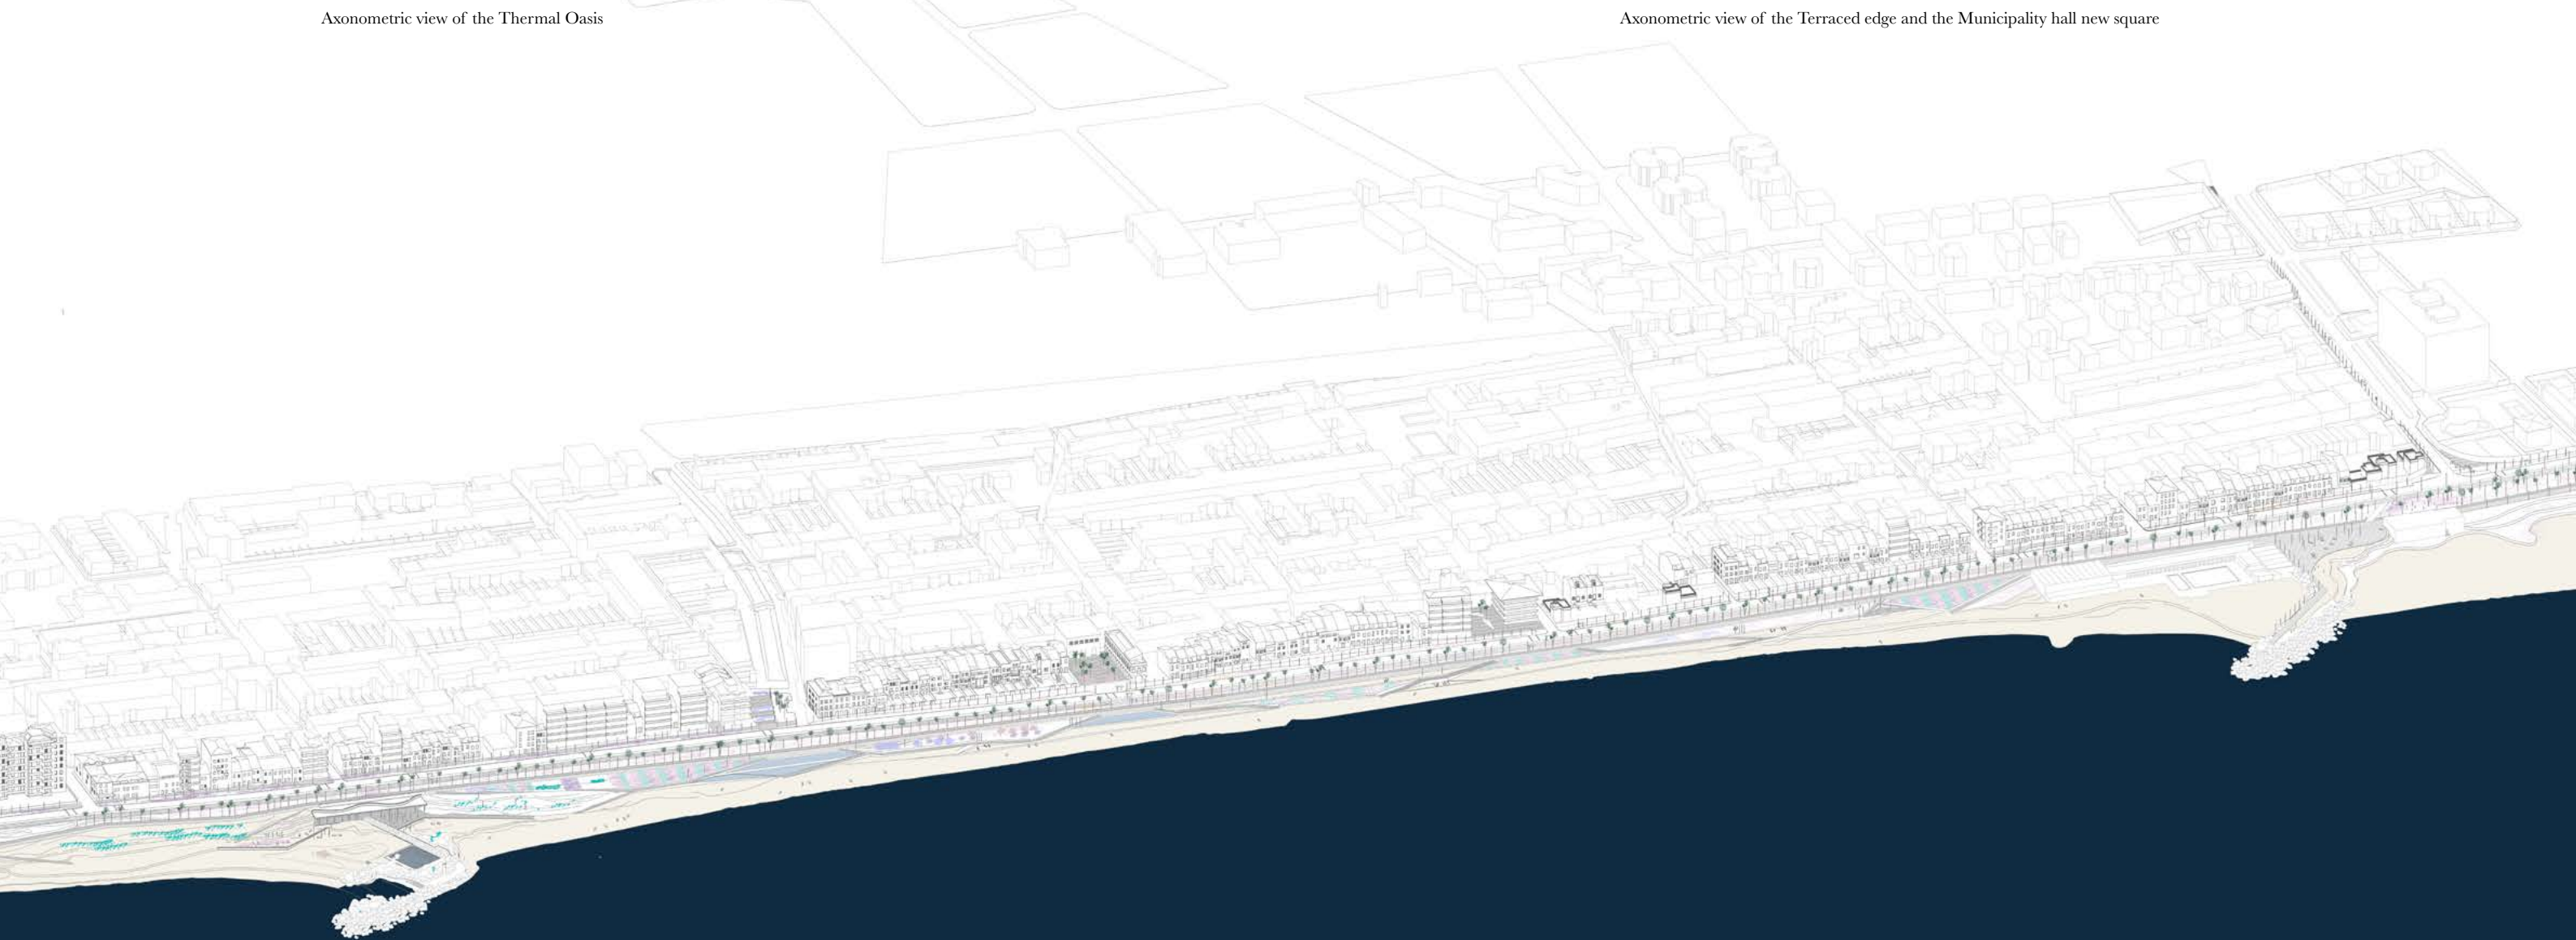 Axonometric view of the Thermal Oasis
Axonometric view of the Terraced edge and the Municipality hall new square